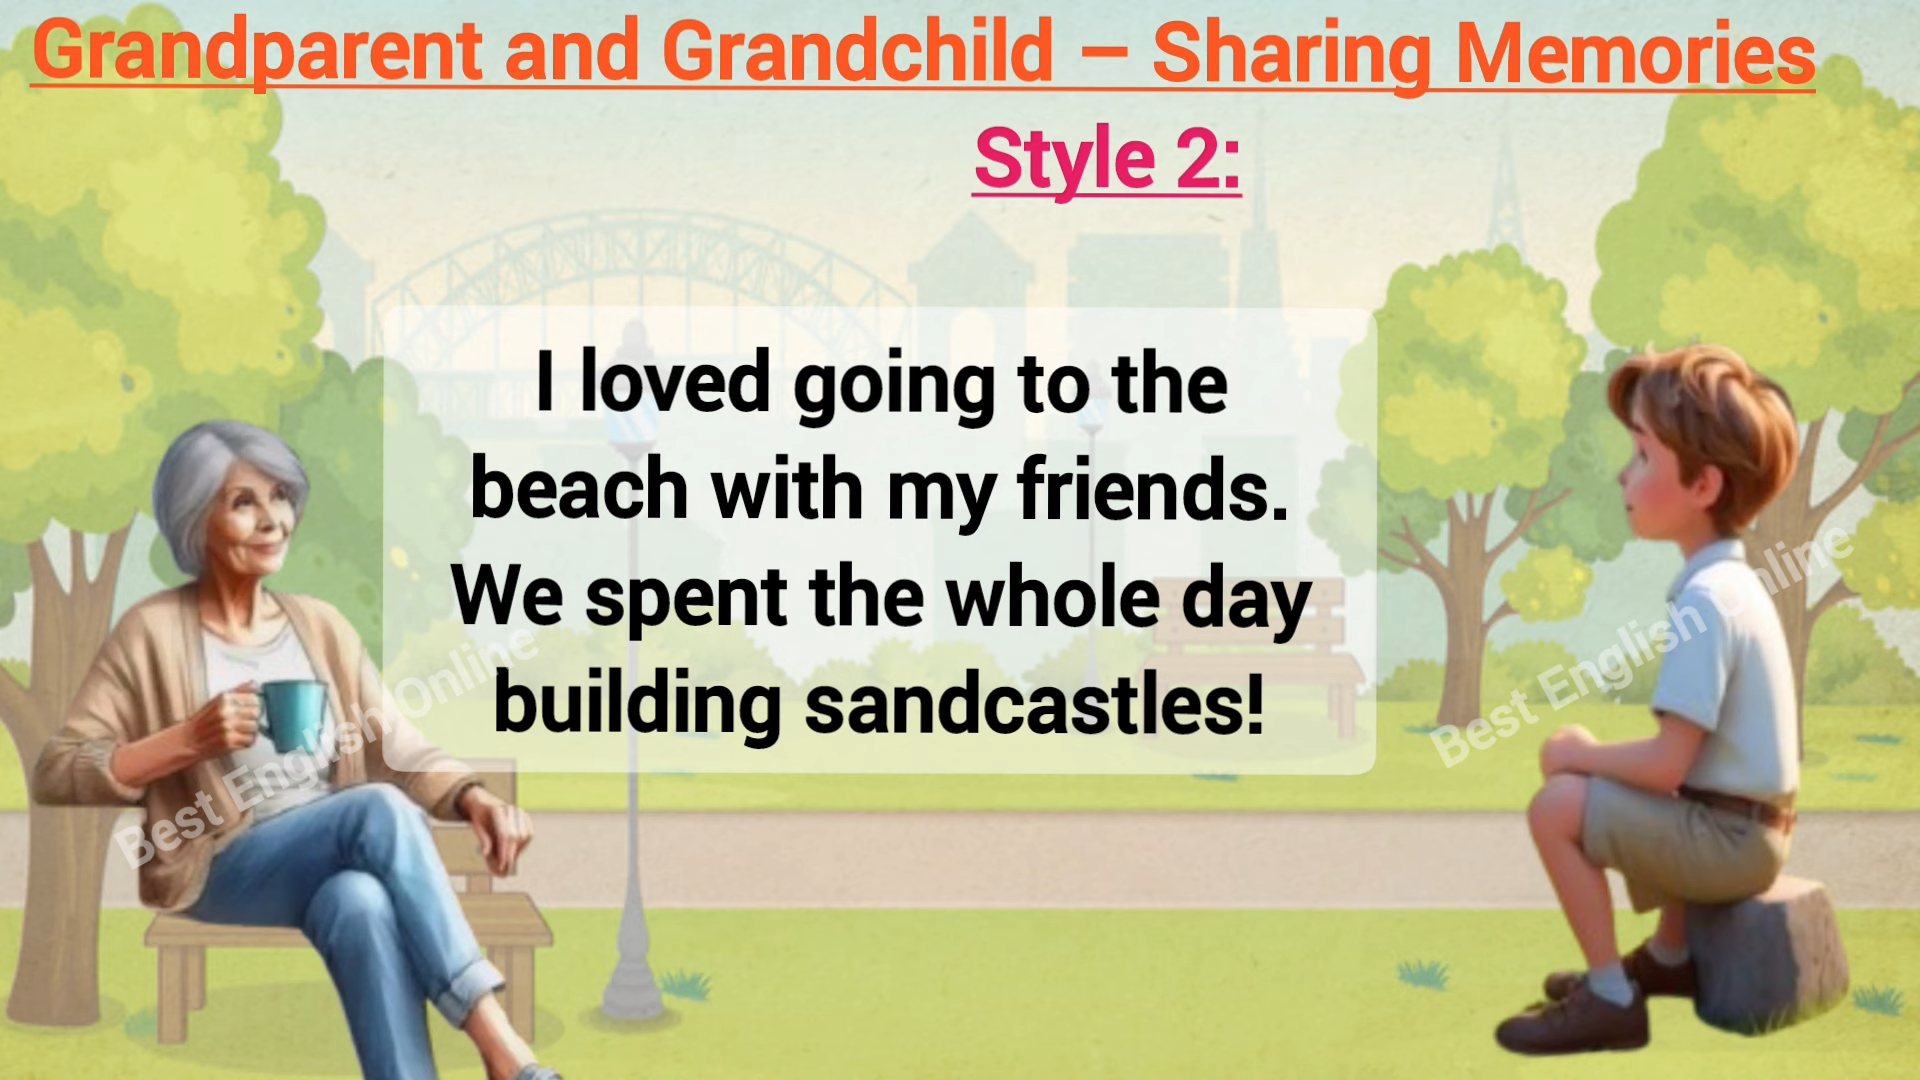 Grandparent and Grandchild – Sharing Memories
Style 2:
I loved going to the
beach with my friends.
We spent the whole day
building sandcastles!
Best English Online
Best English Online